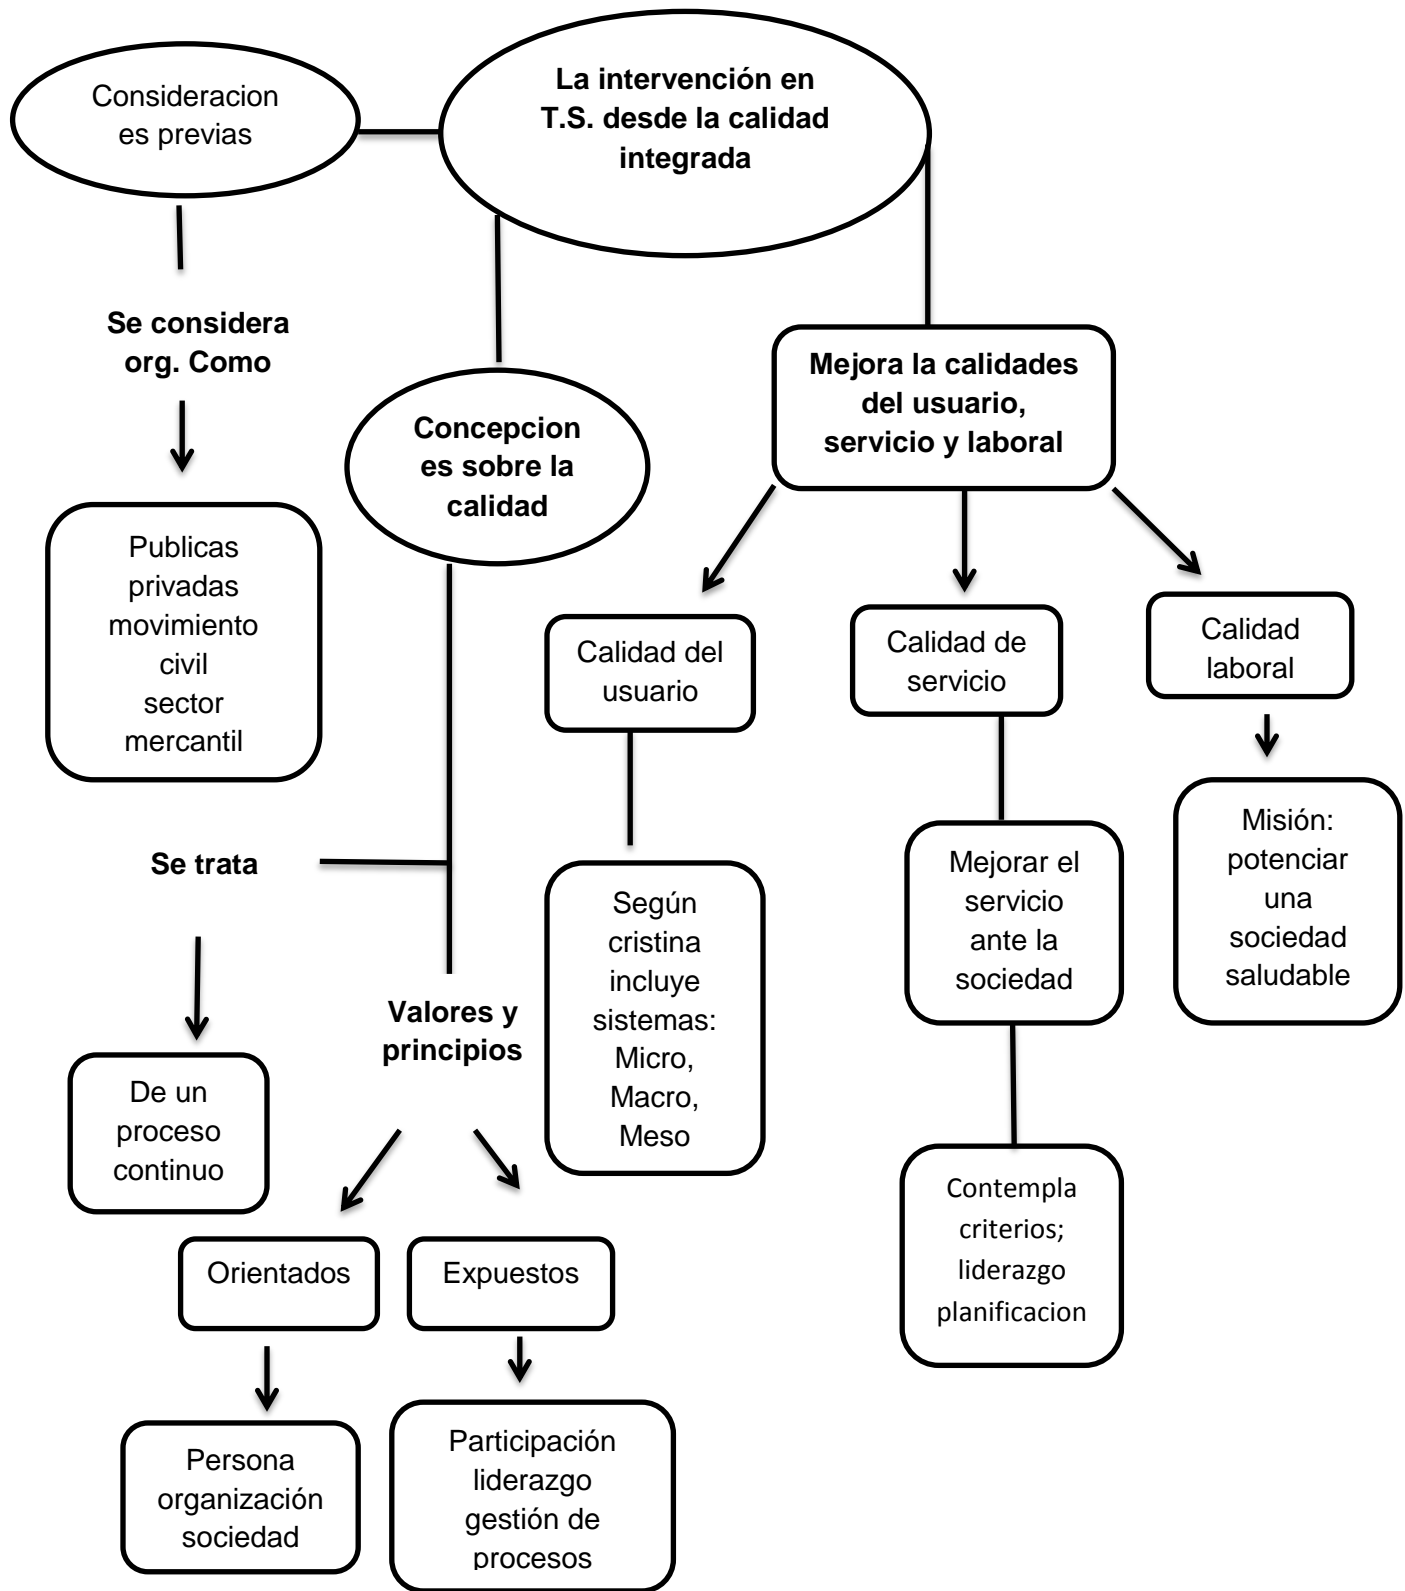 Consideracion
es previas
La intervención en
T.S. desde la calidad
integrada
Se considera
org. Como
Publicas
privadas
movimiento
civil
sector
mercantil
Concepcion
es sobre la
calidad
Se trata
De un
proceso
continuo
Valores y
principios
Orientados
Persona
organización
sociedad
Expuestos
Participación
liderazgo
gestión de
procesos
Mejora la calidades
del usuario,
servicio y laboral
Calidad del
usuario
Según
cristina
incluye
sistemas:
Micro,
Macro,
Meso
Calidad de
servicio
Mejorar el
servicio
ante la
sociedad
Contempla
criterios;
liderazgo
planificacion
Calidad
laboral
Misión:
potenciar
una
sociedad
saludable